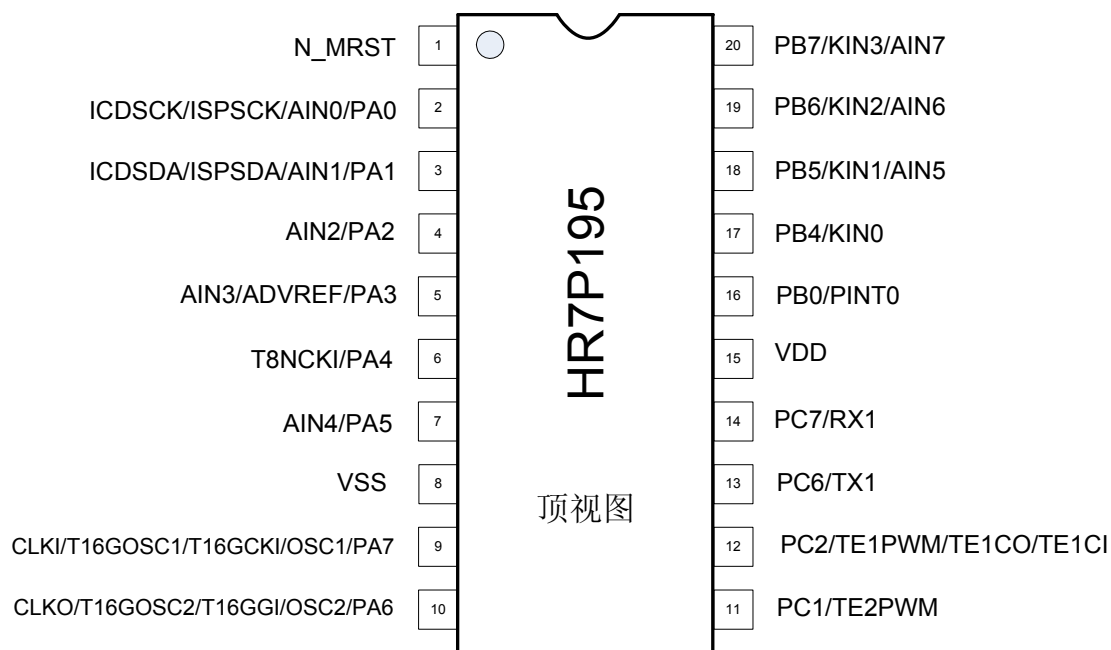 N_MRST
1
20
PB7/KIN3/AIN7
ICDSCK/ISPSCK/AIN0/PA0
2
19
PB6/KIN2/AIN6
ICDSDA/ISPSDA/AIN1/PA1
3
18
PB5/KIN1/AIN5
AIN2/PA2
4
17
PB4/KIN0
AIN3/ADVREF/PA3
5
16
PB0/PINT0
T8NCKI/PA4
6
15
VDD
AIN4/PA5
7
14
PC7/RX1
VSS
8
13
PC6/TX1
CLKI/T16GOSC1/T16GCKI/OSC1/PA7
9
12
PC2/TE1PWM/TE1CO/TE1CI
CLKO/T16GOSC2/T16GGI/OSC2/PA6
10
11
PC1/TE2PWM
HR7P195
顶视图